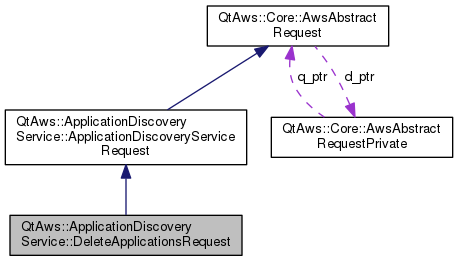 QtAws::Core::AwsAbstract
Request
q_ptr
d_ptr
QtAws::ApplicationDiscovery
Service::ApplicationDiscoveryService
Request
QtAws::Core::AwsAbstract
RequestPrivate
QtAws::ApplicationDiscovery
Service::DeleteApplicationsRequest